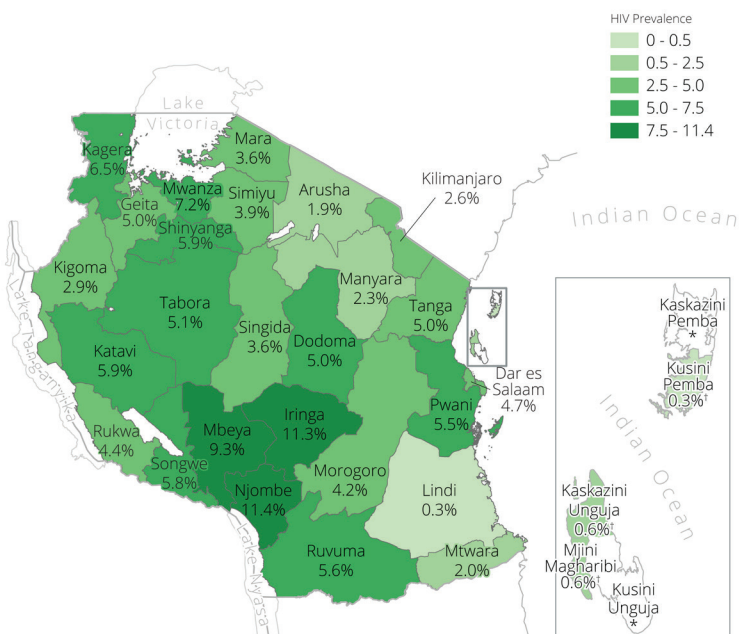 HIV Prevalence
0 - 0.5
0.5 - 2.5
2.5 - 5.0
5.0 - 7.5
7.5 - 11.4
Lake
Victoria
Mara
3.6%
Kagera
6.5%
Mwanza
7.2%
Simiyu
3.9%
Arusha
1.9%
Kilimanjaro
2.6%
Indian Ocean
Geita
5.0%
Shinyanga
5.9%
Kigoma
2.9%
Lake Tanganyika
Tabora
5.1%
Singida
3.6%
Manyara
2.3%
Tanga
5.0%
Dodoma
5.0%
Katavi
5.9%
Dar es
Salaam
4.7%
Pwani
5.5%
Rukwa
4.4%
Mbeya
9.3%
Iringa
11.3%
Songwe
5.8%
Njombe
11.4%
Morogoro
4.2%
Lindi
0.3%
Lake Nyasa
Ruvuma
5.6%
Mtwara
2.0%
Kaskazini
Pemba
*
Kusini
Pemba
0.3%†
Indian Ocean
Kaskazini
Unguja
0.6%†
Mjini
Magharibi
0.6%†
Kusini
Unguja
*